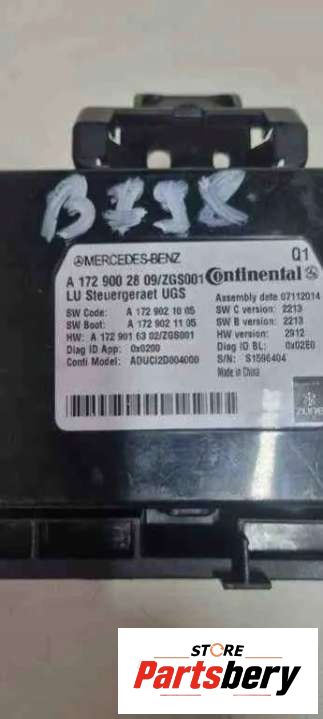 B798
MERCEDES-BENZ Q1
A 172 900 28 09/ZGS001 Continental
LU Steuergeraet UGS Assembly date 07112014
SW Code: A 172 902 10 05 SW C version: 2213
SW Boot: A 172 902 11 05 SW B version: 2213
HW: A 172 901 63 02/ZGS001 HW version: 2912
Diag ID App: 0x0200 Diag ID BL: 0x02E0
Conti Model: ADUCI2D004000 S/N: S1596404
Made in China
STORE
Partsbery